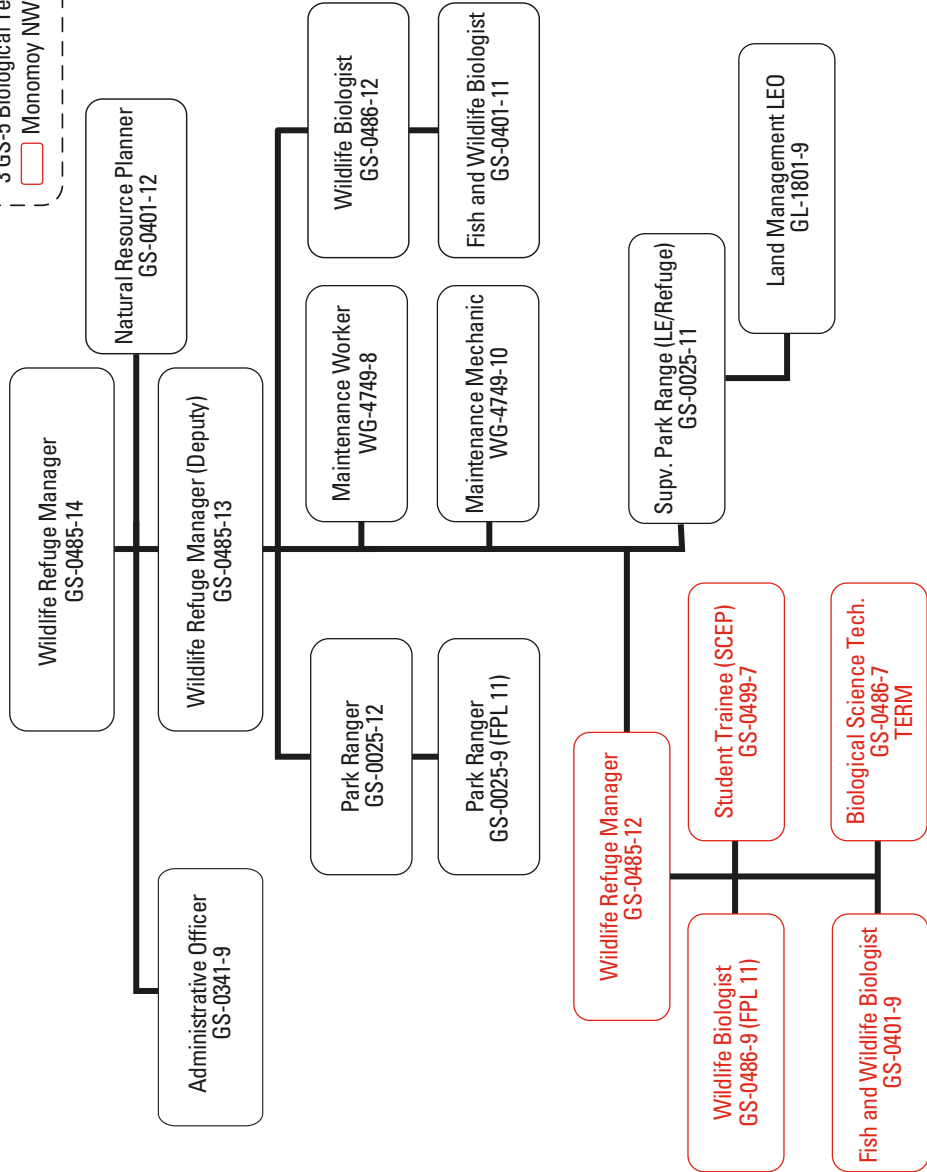 3 GS-5 Biological
Monomoy
Wildlife Refuge Manager
GS-0485-14
Natural Resource Planner
GS-0401-12
Administrative Officer
GS-0341-9
Wildlife Refuge Manager (Deputy)
GS-0485-13
Park Ranger
GS-0025-12
Park Ranger
GS-0025-9 (FPL 11)
Maintenance Worker
WG-4749-8
Maintenance Mechanic
WG-4749-10
Wildlife Biologist
GS-0486-12
Fish and Wildlife Biologist
GS-0401-11
Wildlife Refuge Manager
GS-0485-12
Wildlife Biologist
GS-0486-9 (FPL 11)
Student Trainee (SCEP)
GS-0499-7
Fish and Wildlife Biologist
GS-0401-9
Biological Science Tech.
GS-0486-7
TERM
Supv. Park Range (LE/Refuge)
GS-0025-11
Land Management LEO
GL-1801-9